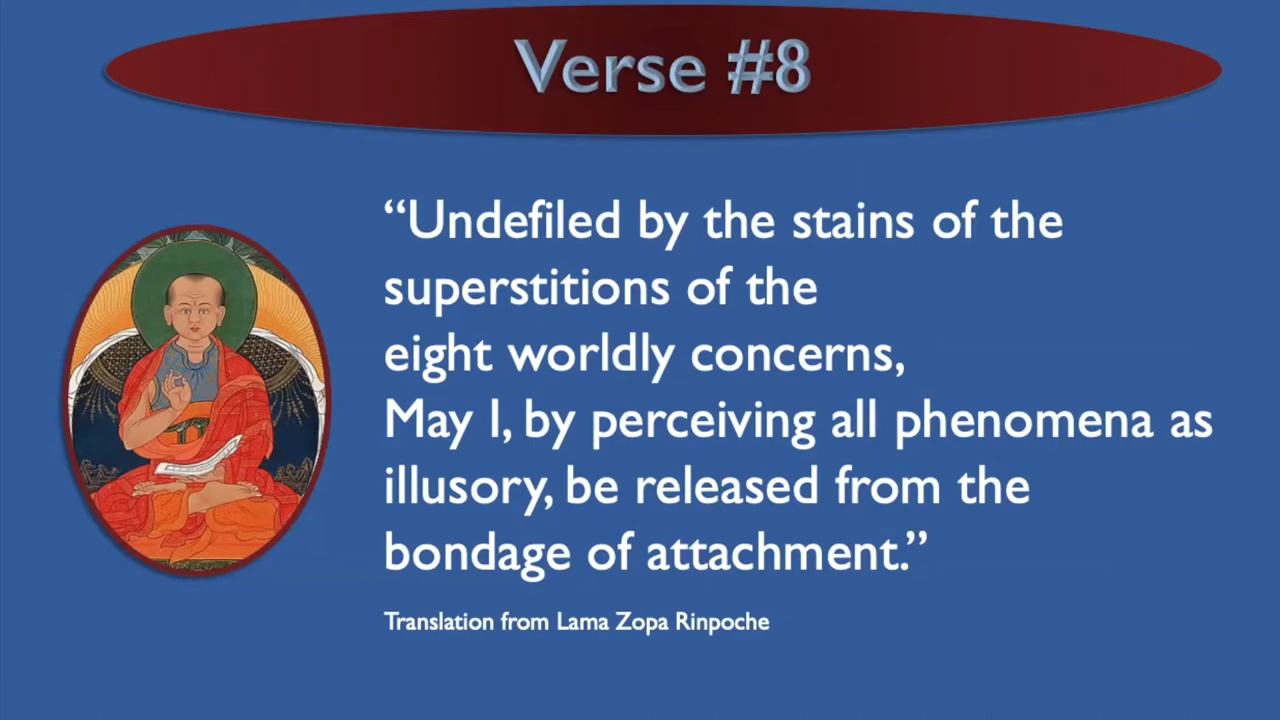 Verse #8
“Undefiled by the stains of the
superstitions of the
eight worldly concerns,
May I, by perceiving all phenomena as
illusory, be released from the
bondage of attachment.”
Translation from Lama Zopa Rinpoche